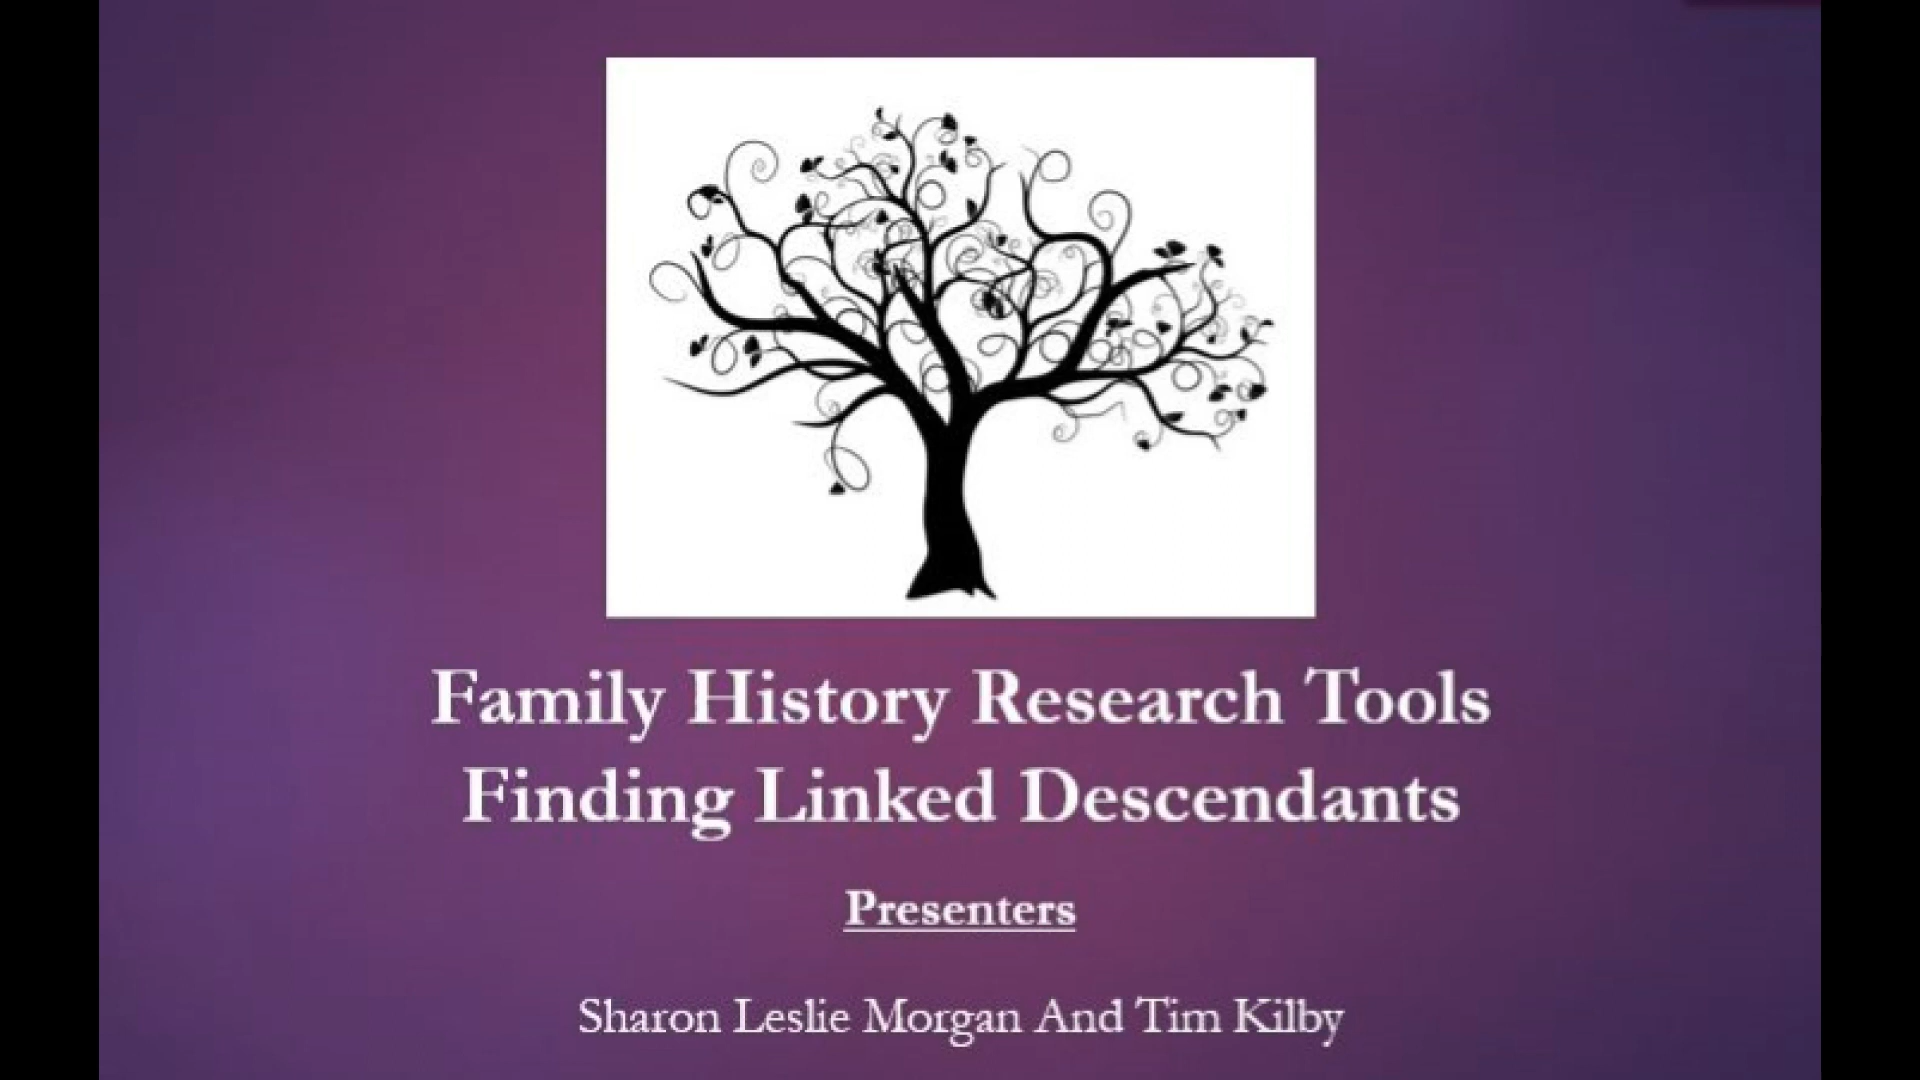 Family History Research Tools
Finding Linked Descendants
Presenters
Sharon Leslie Morgan And Tim Kilby